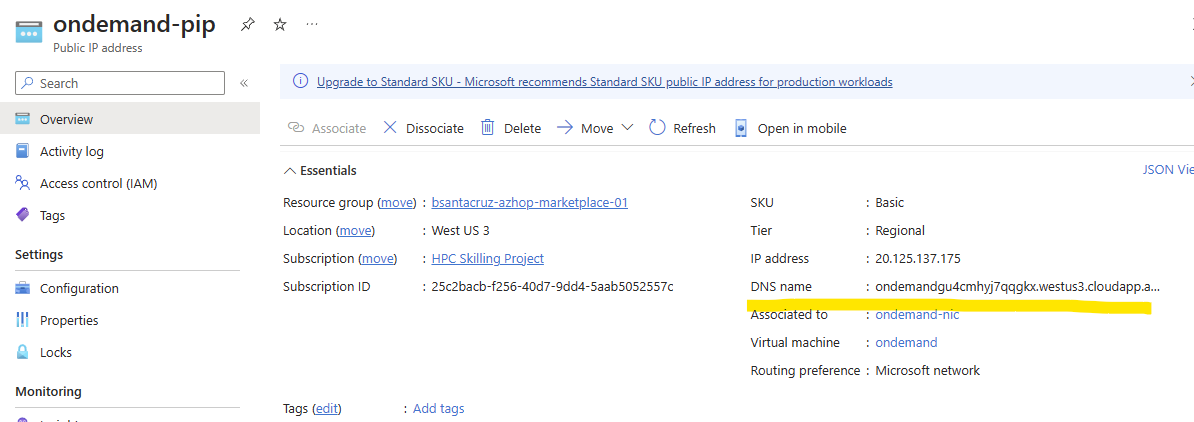 ondemand-pip
Public IP address
Search
Overview
Activity log
Access control (IAM)
Tags
Settings
Configuration
Properties
Locks
Monitoring
Upgrade to Standard SKU - Microsoft recommends Standard SKU public IP address for production workloads
Associate Dissociate Delete Move Refresh Open in mobile
Essentials
JSON Vie
Resource group (move) : bsantacruz-azhop-marketplace-01
Location (move) : West US 3
Subscription (move) : HPC Skilling Project
Subscription ID : 25c2bacb-f256-40d7-9dd4-5aab5052557c
SKU : Basic
Tier : Regional
IP address : 20.125.137.175
DNS name : ondemandgu4cmhyj7qqgkx.westus3.cloudapp.a...
Associated to : ondemand-nic
Virtual machine : ondemand
Routing preference : Microsoft network
Tags (edit) : Add tags